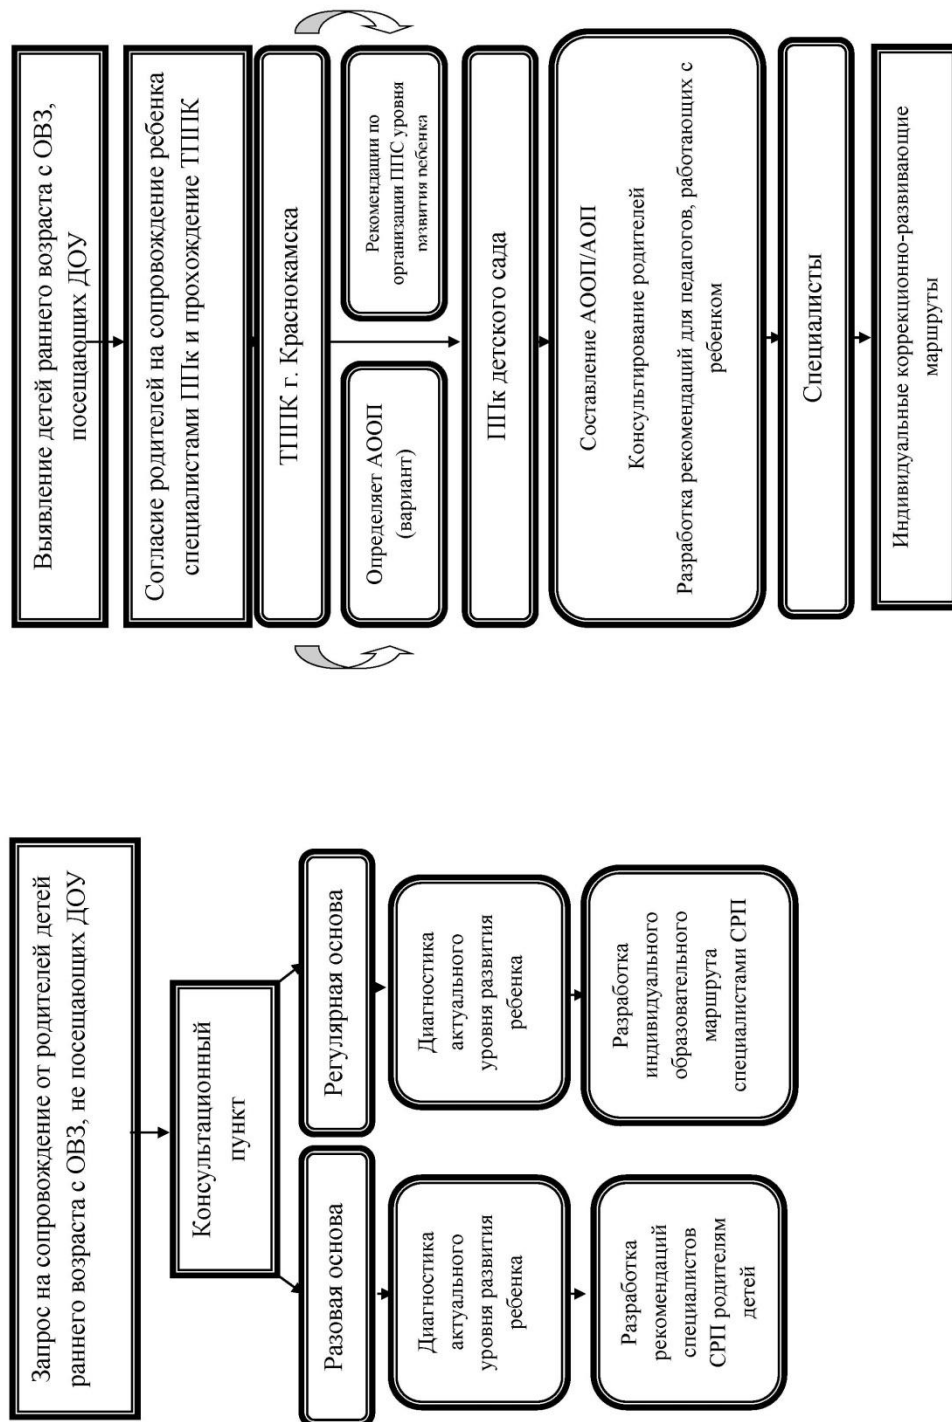 Запрос на сопровождение от родителей детей
раннего возраста с ОВЗ, не посещающих ДОУ
Консультационный
пункт
Разовая основа
Регулярная основа
Диагностика
актуального
уровня развития
ребенка
Диагностика
актуального
уровня развития
ребенка
Разработка
рекомендаций
специалистов
СРП родителям
детей
Разработка
индивидуального
образовательного
маршрута
специалистами СРП
Выявление детей раннего возраста с ОВЗ,
посещающих ДОУ
Согласие родителей на сопровождение ребенка
специалистами ППк и прохождение ТППК
ТППК г. Краснокамска
Определяет АООП
(вариант)
Рекомендации по
организации ППС уровня
развития ребенка
ППк детского сада
Составление АООП/АОП
Консультирование родителей
Разработка рекомендаций для педагогов, работающих с
ребенком
Специалисты
Индивидуальные коррекционно-развивающие
маршруты